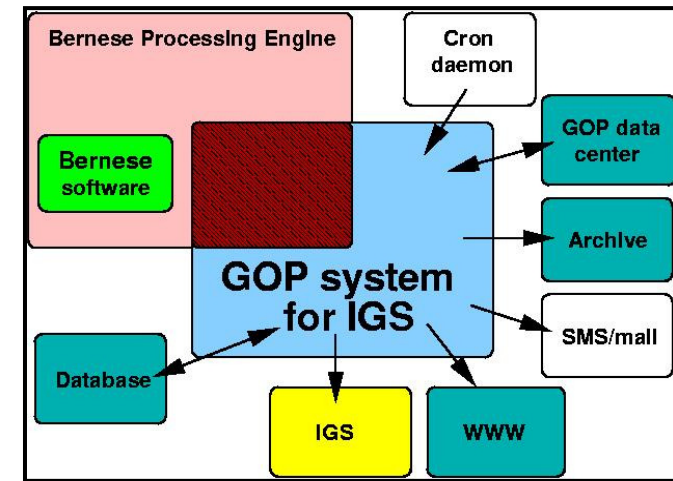 Bernese Processing Engine
Cron
daemon
GOP data
center
Bernese
software
Archive
GOP system
for IGS
SMS/mail
Database
IGS
WWW